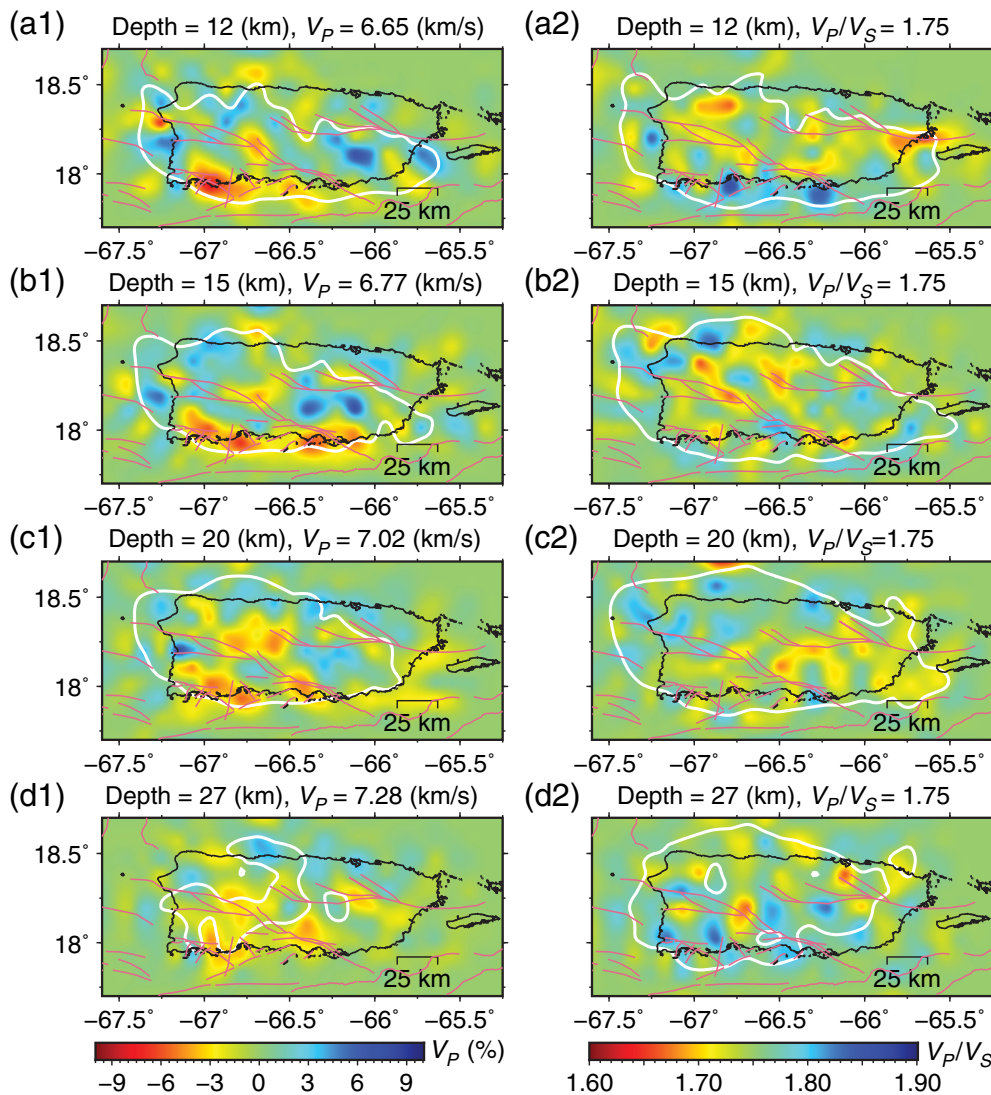 (a1) Depth = 12 (km), V_P = 6.65 (km/s)
18.5°
18°
25 km
−67.5 −67 −66.5 −66 −65.5
(a2) Depth = 12 (km), V_P/V_S = 1.75
25 km
−67.5 −67 −66.5 −66 −65.5
(b1) Depth = 15 (km), V_P = 6.77 (km/s)
18.5°
18°
25 km
−67.5 −67 −66.5 −66 −65.5
(b2) Depth = 15 (km), V_P/V_S = 1.75
25 km
−67.5 −67 −66.5 −66 −65.5
(c1) Depth = 20 (km), V_P = 7.02 (km/s)
18.5°
18°
25 km
−67.5 −67 −66.5 −66 −65.5
(c2) Depth = 20 (km), V_P/V_S=1.75
25 km
−67.5 −67 −66.5 −66 −65.5
(d1) Depth = 27 (km), V_P = 7.28 (km/s)
18.5°
18°
25 km
−67.5 −67 −66.5 −66 −65.5
(d2) Depth = 27 (km), V_P/V_S = 1.75
25 km
−67.5 −67 −66.5 −66 −65.5
V_P (%)
−9 −6 −3 0 3 6 9
V_P/V_S
1.60 1.70 1.80 1.90